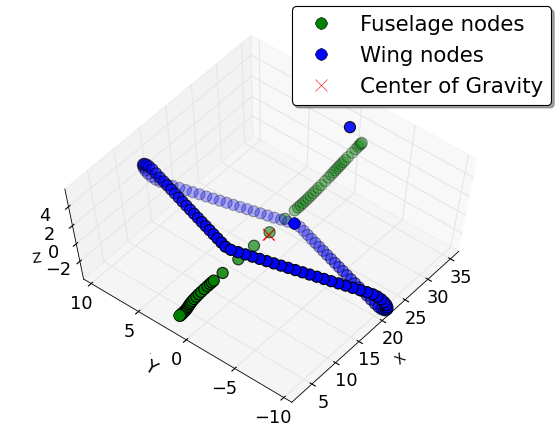 Fuselage nodes
Wing nodes
Center of Gravity
4
2
0
−2
z
10
5
0
−5
−10
Y
5
10
15
20
25
30
35
x